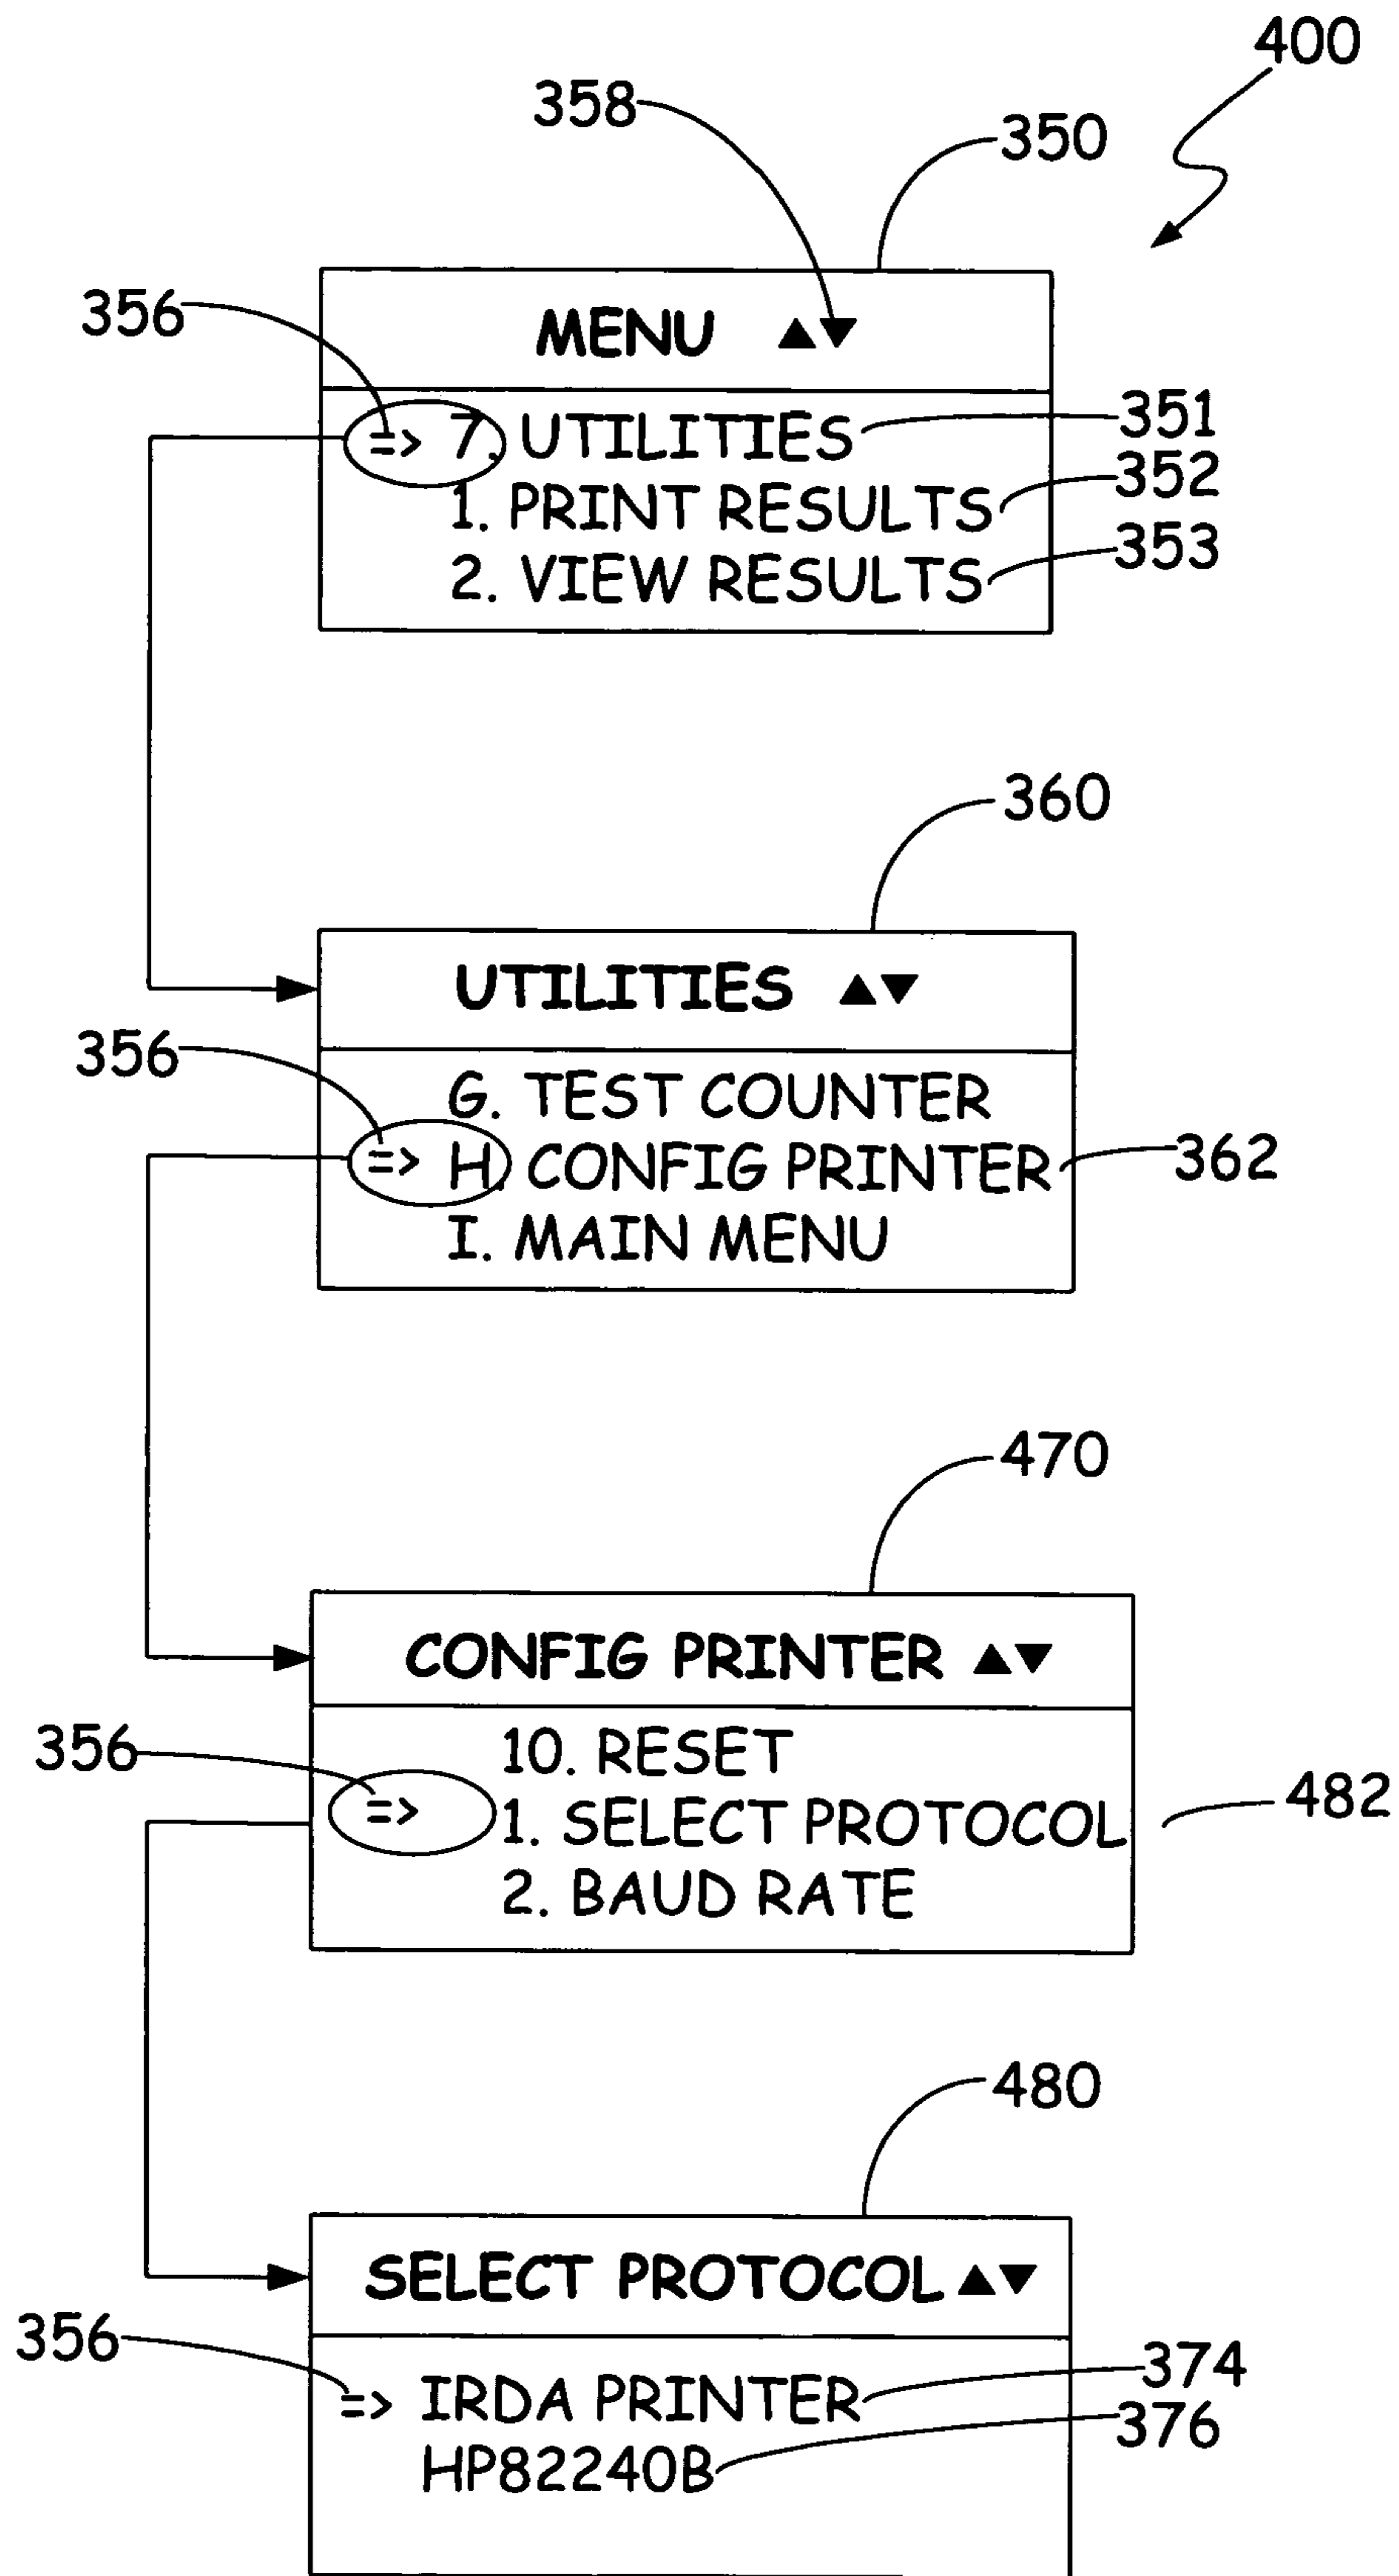 400
358
350
356
MENU ▲▼
=> 7. UTILITIES
351
1. PRINT RESULTS
352
2. VIEW RESULTS
353
360
UTILITIES ▲▼
356
G. TEST COUNTER
=> H. CONFIG PRINTER
362
I. MAIN MENU
470
CONFIG PRINTER ▲▼
356
10. RESET
=> 1. SELECT PROTOCOL
482
2. BAUD RATE
480
SELECT PROTOCOL ▲▼
356
=> IRDA PRINTER
374
HP82240B
376